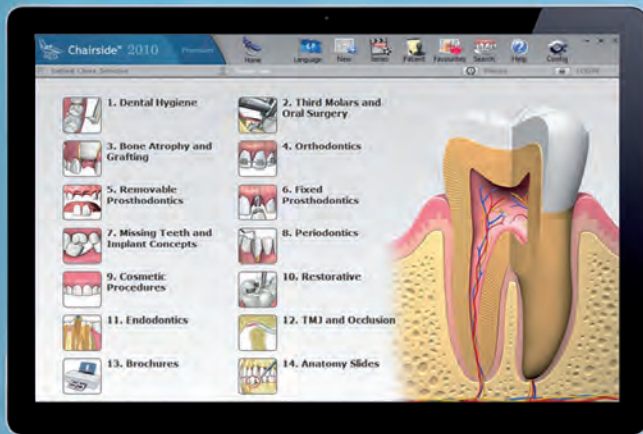 Chairside™ 2010
Premium
Home
Language
New
Series
Patient
Favourites
Search
Help
Config
LOGIN
1. Dental Hygiene
2. Third Molars and
Oral Surgery
3. Bone Atrophy and
Grafting
4. Orthodontics
5. Removable
Prosthodontics
6. Fixed
Prosthodontics
7. Missing Teeth and
Implant Concepts
8. Periodontics
9. Cosmetic
Procedures
10. Restorative
11. Endodontics
12. TMJ and Occlusion
13. Brochures
14. Anatomy Slides